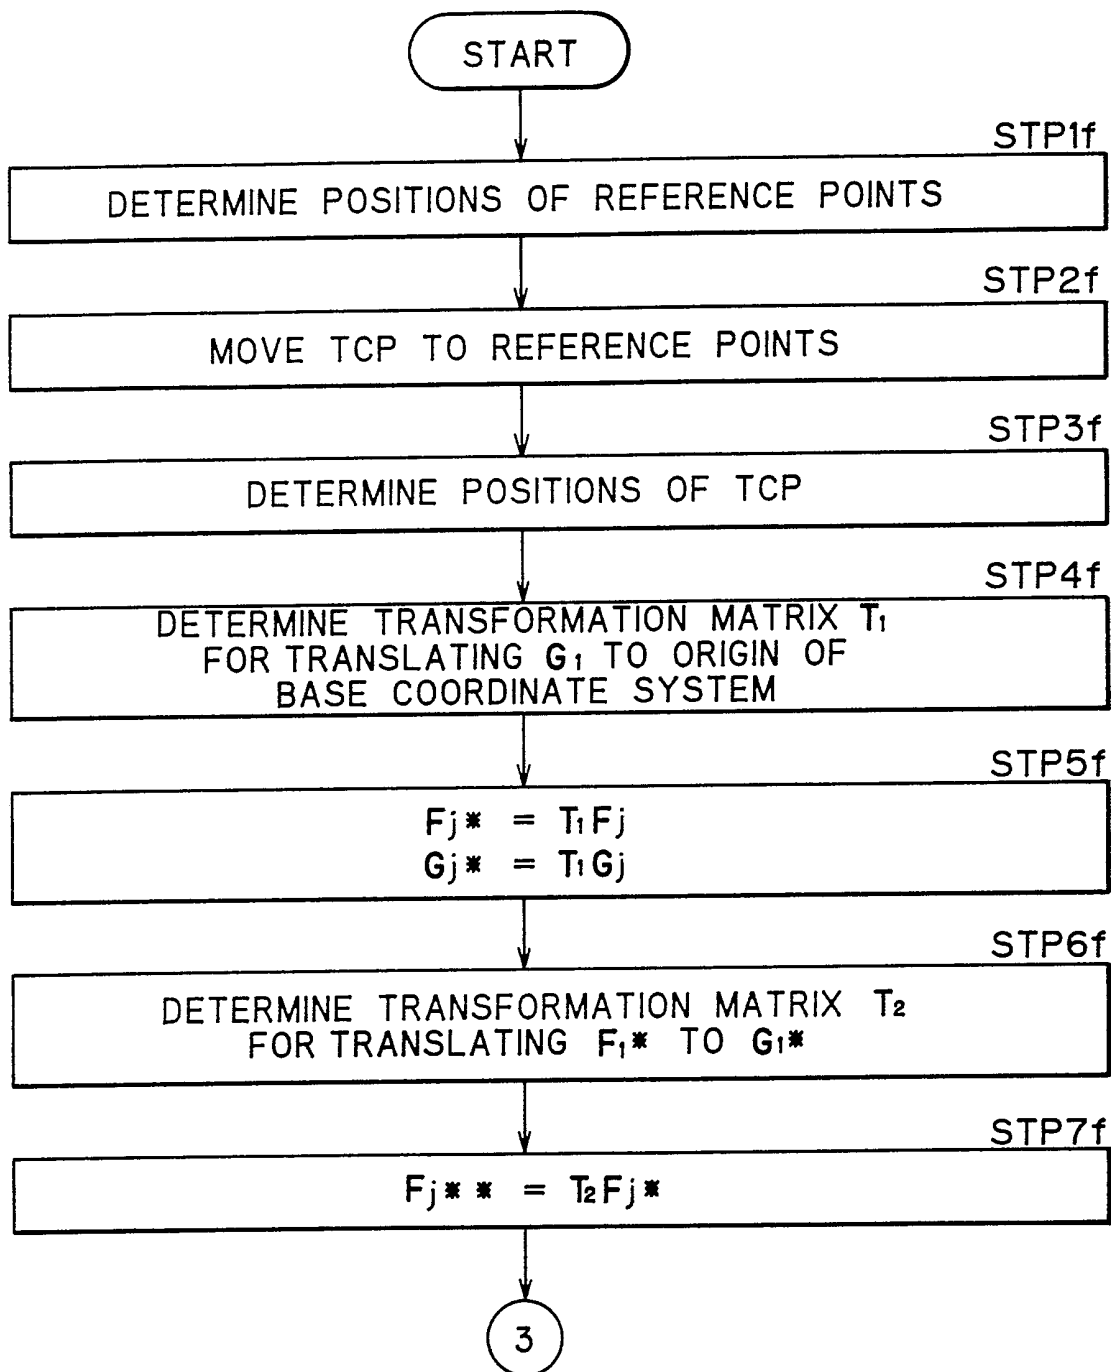 START
STP1f
DETERMINE POSITIONS OF REFERENCE POINTS
STP2f
MOVE TCP TO REFERENCE POINTS
STP3f
DETERMINE POSITIONS OF TCP
STP4f
DETERMINE TRANSFORMATION MATRIX T₁
FOR TRANSLATING G₁ TO ORIGIN OF
BASE COORDINATE SYSTEM
STP5f
Fj* = T₁Fj
Gj* = T₁Gj
STP6f
DETERMINE TRANSFORMATION MATRIX T₂
FOR TRANSLATING F₁* TO G₁*
STP7f
Fj** = T₂Fj*
3